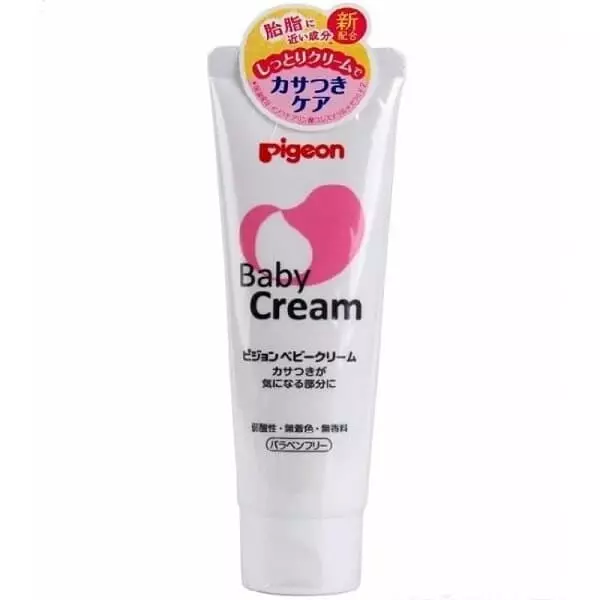 胎脂に
近い成分
新
配合
しっとりクリームで
カサつき
ケア
Pigeon
Baby
Cream
ピジョン ベビークリーム
カサつきが
気になる部分に
弱酸性・無着色・無香料
パラベンフリー